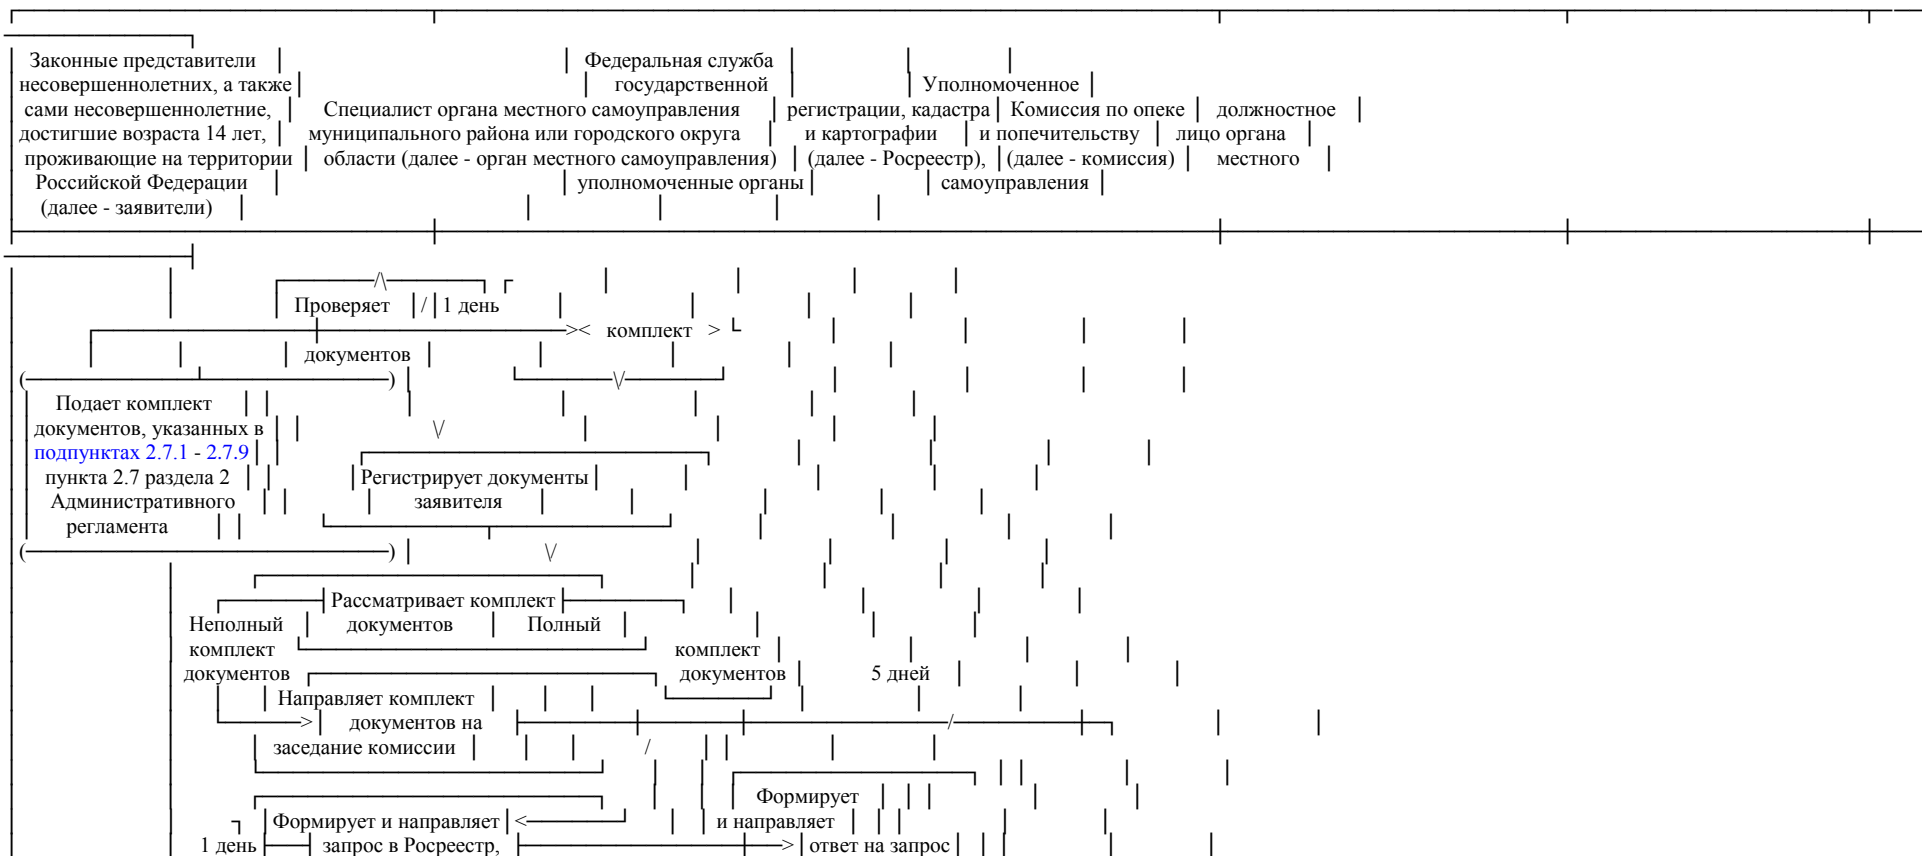 Законные представители Федеральная служба
несовершеннолетних, а также государственной Уполномоченное
сами несовершеннолетние, Специалист органа местного самоуправления регистрации, кадастра Комиссия по опеке должностное
достигшие возраста 14 лет, муниципального района или городского округа и картографии и попечительству лицо органа
проживающие на территории области (далее - орган местного самоуправления) (далее - Росреестр), (далее - комиссия) местного
Российской Федерации уполномоченные органы самоуправления
(далее - заявители)
Проверяет 1 день
комплект
документов
Подает комплект
документов, указанных в
подпунктах 2.7.1 - 2.7.9
пункта 2.7 раздела 2 Регистрирует документы
Административного заявителя
регламента
Рассматривает комплект
Неполный документов Полный
комплект комплект
документов документов 5 дней
Направляет комплект
документов на
заседание комиссии
Формирует
Формирует и направляет и направляет
1 день запрос в Росреестр, ответ на запрос